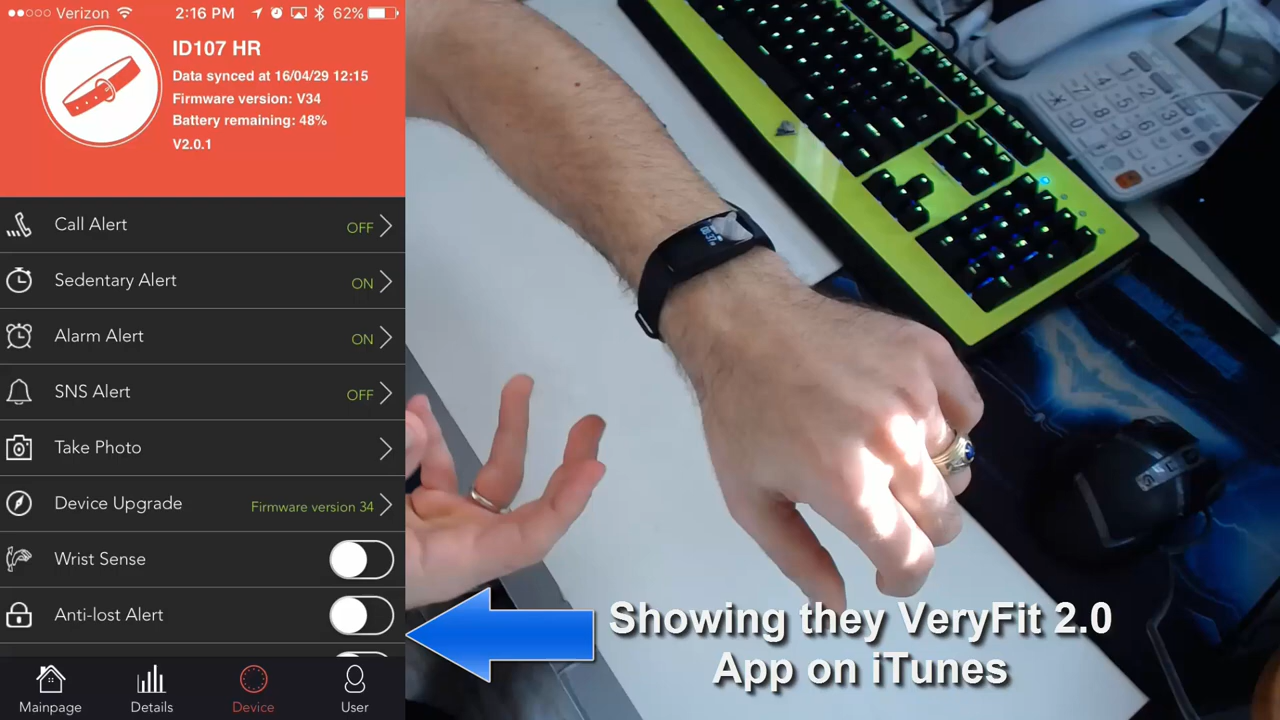 Verizon 2:16 PM 62%
ID107 HR
Data synced at 16/04/29 12:15
Firmware version: V34
Battery remaining: 48%
V2.0.1
Call Alert OFF
Sedentary Alert ON
Alarm Alert ON
SNS Alert OFF
Take Photo
Device Upgrade Firmware version 34
Wrist Sense
Anti-lost Alert
Mainpage Details Device User
Showing they VeryFit 2.0
App on iTunes